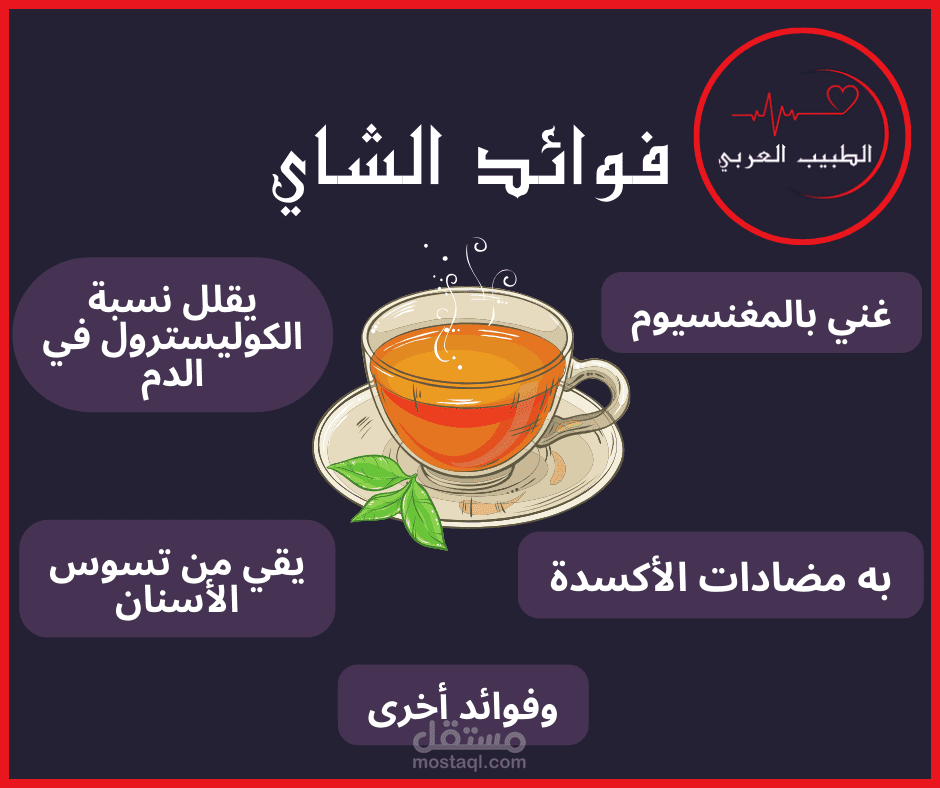 الطبيب العربي
فوائد الشاي
غني بالمغنسيوم
يقلل نسبة
الكوليسترول في
الدم
به مضادات الأكسدة
يقي من تسوس
الأسنان
وفوائد أخرى
مستقل
mostaql.com